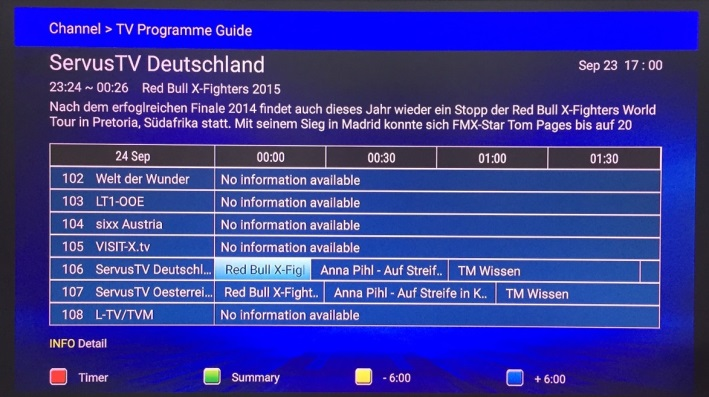 Channel > TV Programme Guide
ServusTV Deutschland
Sep 23 17:00
23:24 ~ 00:26 Red Bull X-Fighters 2015
Nach dem erfoglreichen Finale 2014 findet auch dieses Jahr wieder ein Stopp der Red Bull X-Fighters World
Tour in Pretoria, Südafrika statt. Mit seinem Sieg in Madrid konnte sich FMX-Star Tom Pages bis auf 20
24 Sep 00:00 00:30 01:00 01:30
102 Welt der Wunder No information available
103 LT1-OOE No information available
104 sixx Austria No information available
105 VISIT-X.tv No information available
106 ServusTV Deutschl... Red Bull X-Figl Anna Pihl - Auf Streif.. TM Wissen
107 ServusTV Oesterrei... Red Bull X-Fight.. Anna Pihl - Auf Streife in K.. TM Wissen
108 L-TV/TVM No information available
INFO Detail
Timer Summary - 6:00 + 6:00